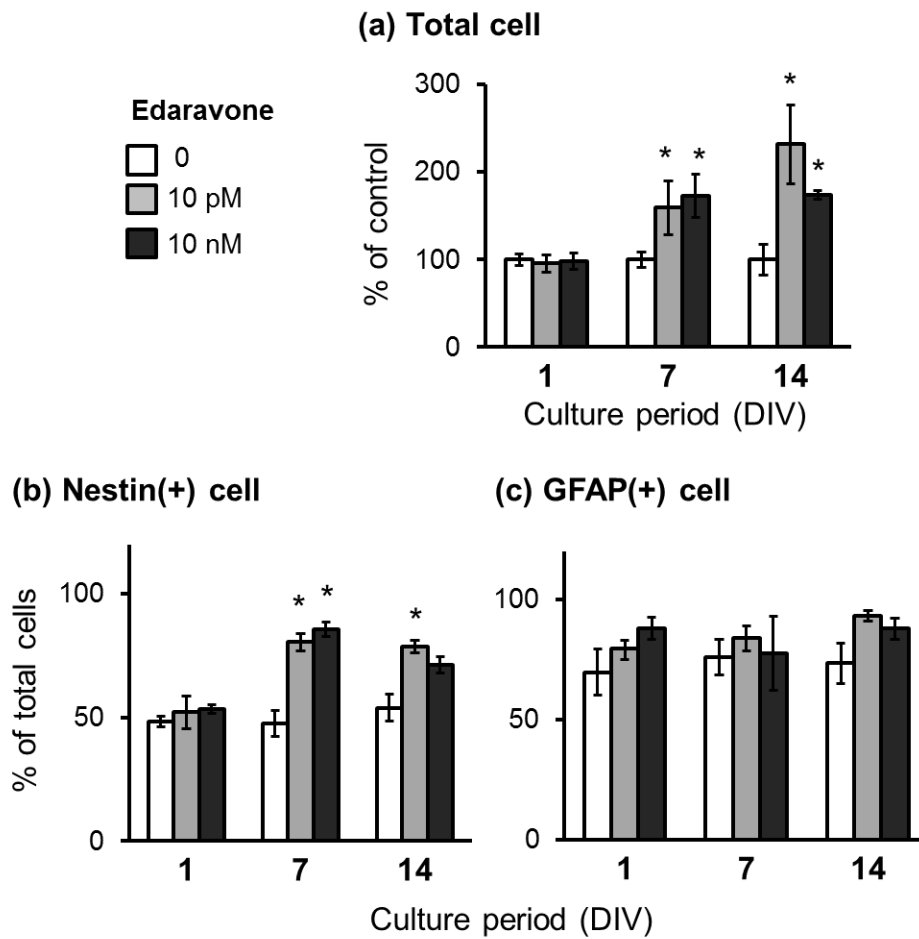 (a) Total cell
Edaravone
0
10 pM
10 nM
% of control
300
200
100
0
* * * *
1 7 14
Culture period (DIV)
(b) Nestin(+) cell
% of total cells
100
50
0
* * *
1 7 14
(c) GFAP(+) cell
100
50
0
1 7 14
Culture period (DIV)